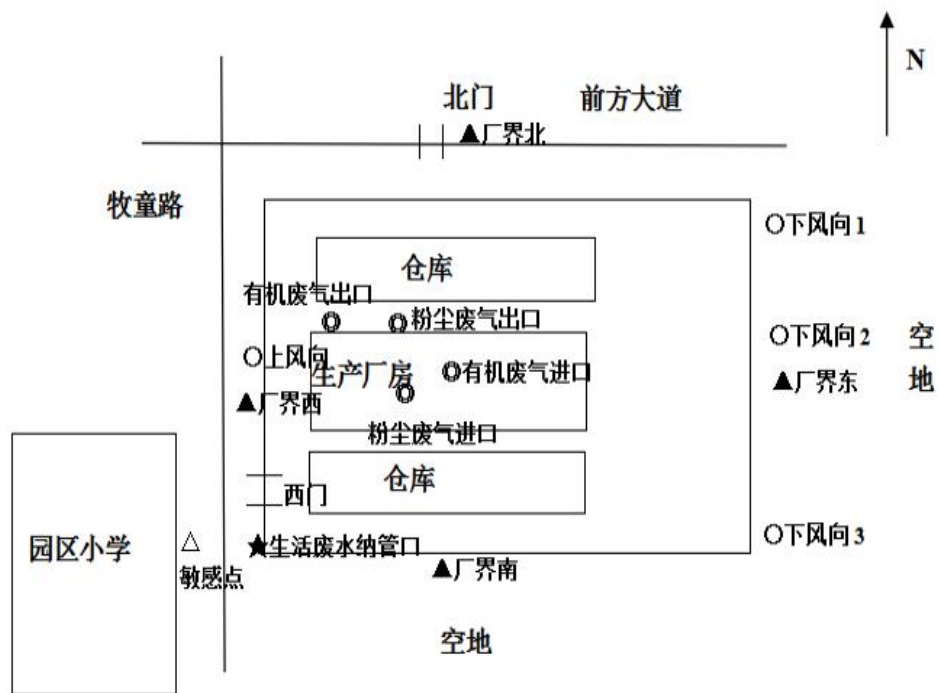 N
北门
前方大道
▲厂界北
牧童路
○下风向1
仓库
有机废气出口
◎
◎粉尘废气出口
○下风向2
空地
○上风向
生产厂房
◎有机废气进口
▲厂界东
▲厂界西
◎
粉尘废气进口
仓库
西门
○下风向3
园区小学
△
敏感点
★生活废水纳管口
▲厂界南
空地